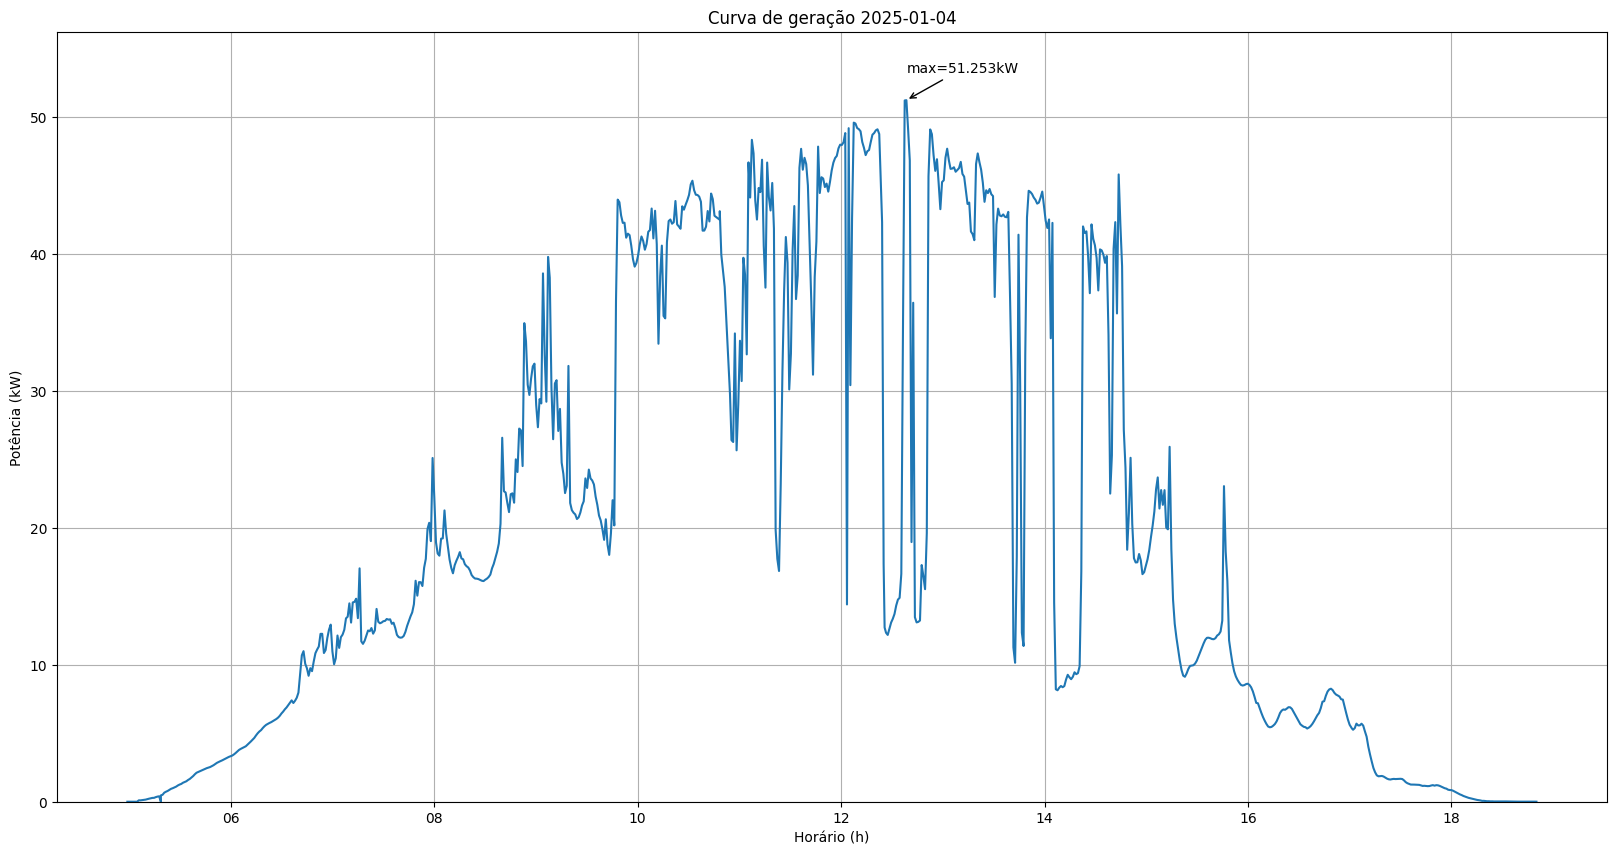 Curva de geração 2025-01-04
max=51.253kW
50
40
30
20
10
0
Potência (kW)
06 08 10 12 14 16 18
Horário (h)